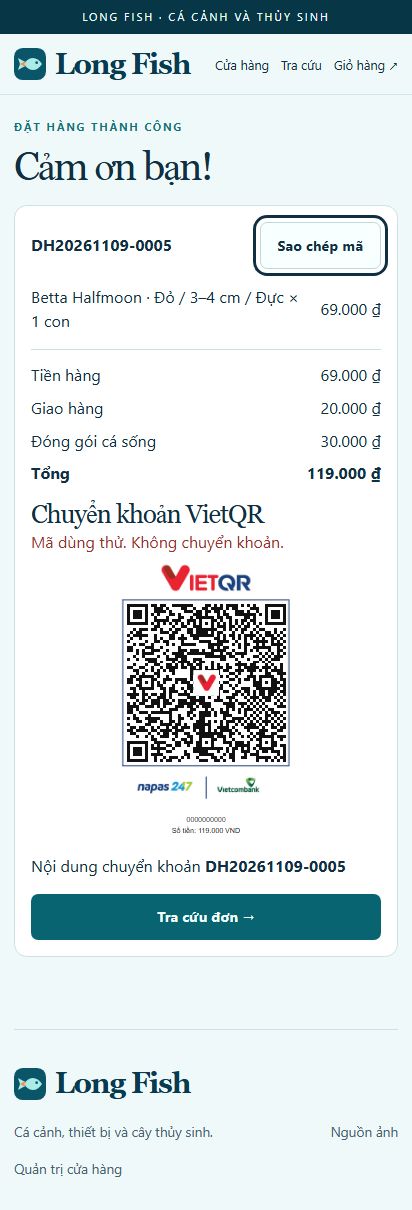 LONG FISH · CÁ CẢNH VÀ THỦY SINH
Long Fish Cửa hàng Tra cứu Giỏ hàng ↗
ĐẶT HÀNG THÀNH CÔNG
Cảm ơn bạn!
DH20261109-0005 Sao chép mã
Betta Halfmoon · Đỏ / 3–4 cm / Đực × 69.000 ₫
1 con
Tiền hàng 69.000 ₫
Giao hàng 20.000 ₫
Đóng gói cá sống 30.000 ₫
Tổng 119.000 ₫
Chuyển khoản VietQR
Mã dùng thử. Không chuyển khoản.
VIETQR
napas 247 Vietcombank
0000000000
Số tiền: 119.000 VND
Nội dung chuyển khoản DH20261109-0005
Tra cứu đơn →
Long Fish
Cá cảnh, thiết bị và cây thủy sinh. Nguồn ảnh
Quản trị cửa hàng